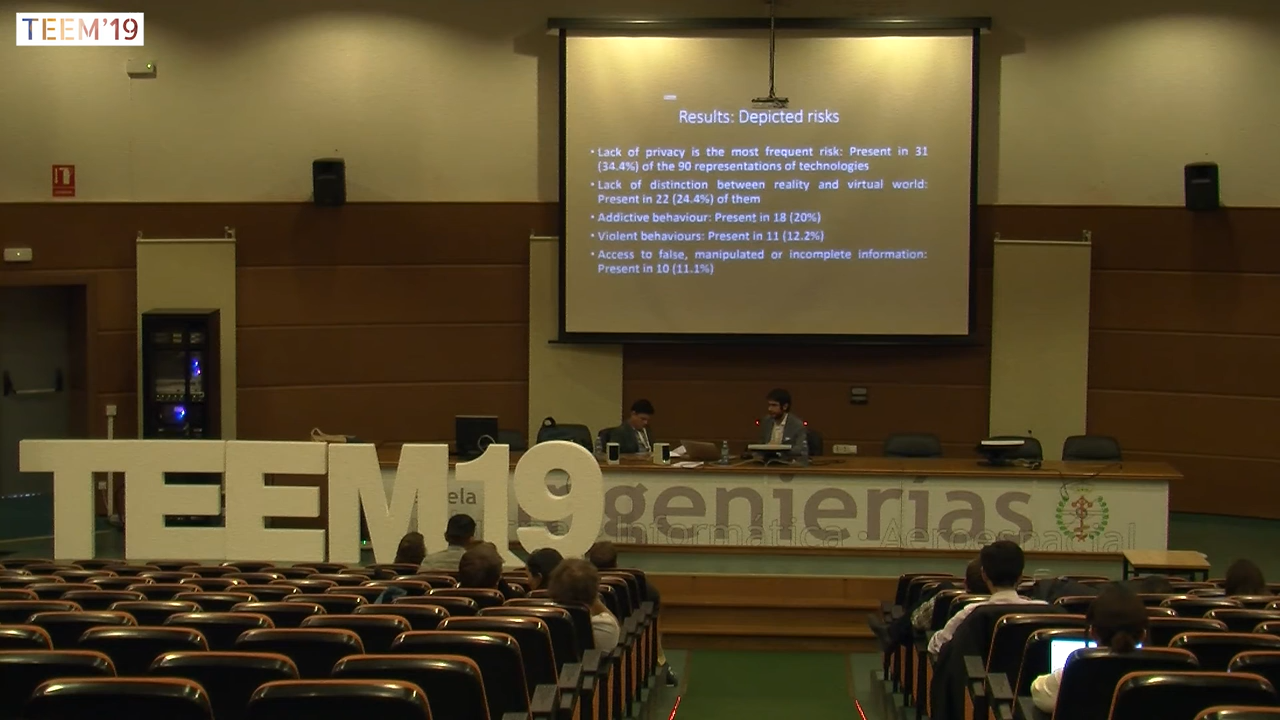 TEEM'19
Results: Depicted risks
• Lack of privacy is the most frequent risk: Present in 31
(34.4%) of the 90 representations of technologies
• Lack of distinction between reality and virtual world:
Present in 22 (24.4%) of them
• Addictive behaviour: Present in 18 (20%)
• Violent behaviours: Present in 11 (12.2%)
• Access to false, manipulated or incomplete information:
Present in 10 (11.1%)
TEEM19
ela
genierías
Informática - Aeroespacial